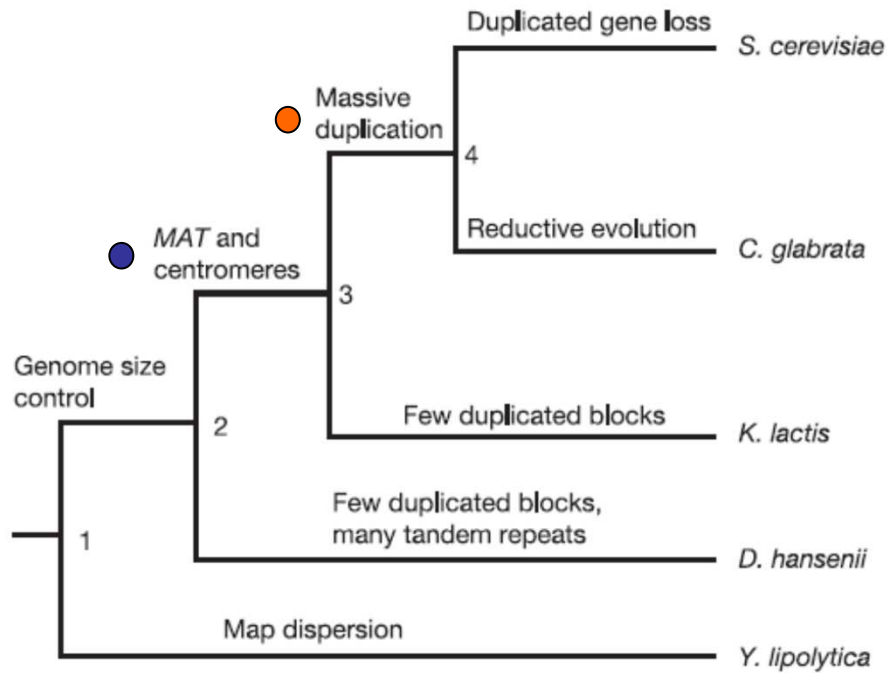 Duplicated gene loss
S. cerevisiae
Massive
duplication
4
Reductive evolution
C. glabrata
MAT and
centromeres
3
Genome size
control
2
Few duplicated blocks
K. lactis
Few duplicated blocks,
many tandem repeats
1
D. hansenii
Map dispersion
Y. lipolytica